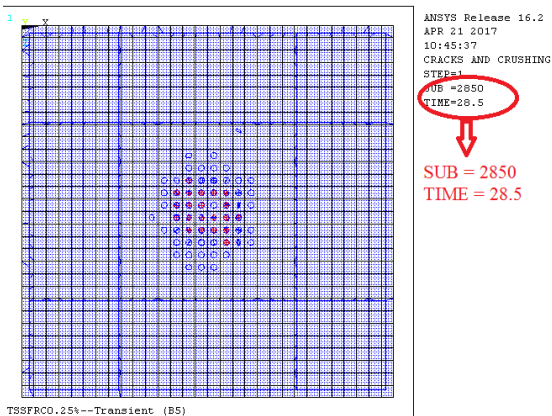 1
Y
X
ANSYS Release 16.2
APR 21 2017
10:45:37
CRACKS AND CRUSHING
STEP=1
SUB =2850
TIME=28.5
SUB = 2850
TIME = 28.5
TSSFRC0.25%--Transient (B5)